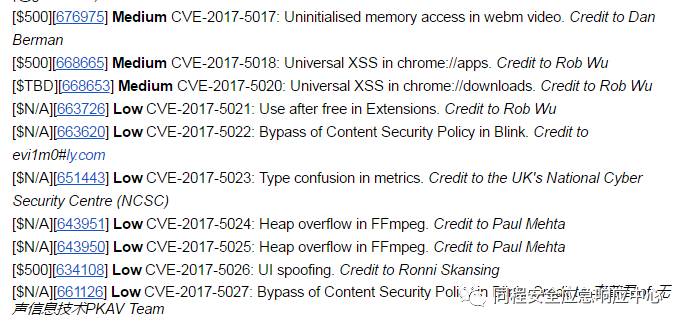 [$500][676975] Medium CVE-2017-5017: Uninitialised memory access in webm video. Credit to Dan
Berman
[$500][668665] Medium CVE-2017-5018: Universal XSS in chrome://apps. Credit to Rob Wu
[$TBD][668653] Medium CVE-2017-5020: Universal XSS in chrome://downloads. Credit to Rob Wu
[$N/A][663726] Low CVE-2017-5021: Use after free in Extensions. Credit to Rob Wu
[$N/A][663620] Low CVE-2017-5022: Bypass of Content Security Policy in Blink. Credit to
evi1m0#ly.com
[$N/A][651443] Low CVE-2017-5023: Type confusion in metrics. Credit to the UK's National Cyber
Security Centre (NCSC)
[$N/A][643951] Low CVE-2017-5024: Heap overflow in FFmpeg. Credit to Paul Mehta
[$N/A][643950] Low CVE-2017-5025: Heap overflow in FFmpeg. Credit to Paul Mehta
[$500][634108] Low CVE-2017-5026: UI spoofing. Credit to Ronni Skansing
[$N/A][661126] Low CVE-2017-5027: Bypass of Content Security Policy in of 无
声信息技术PKAV Team
同程安全应急响应中心